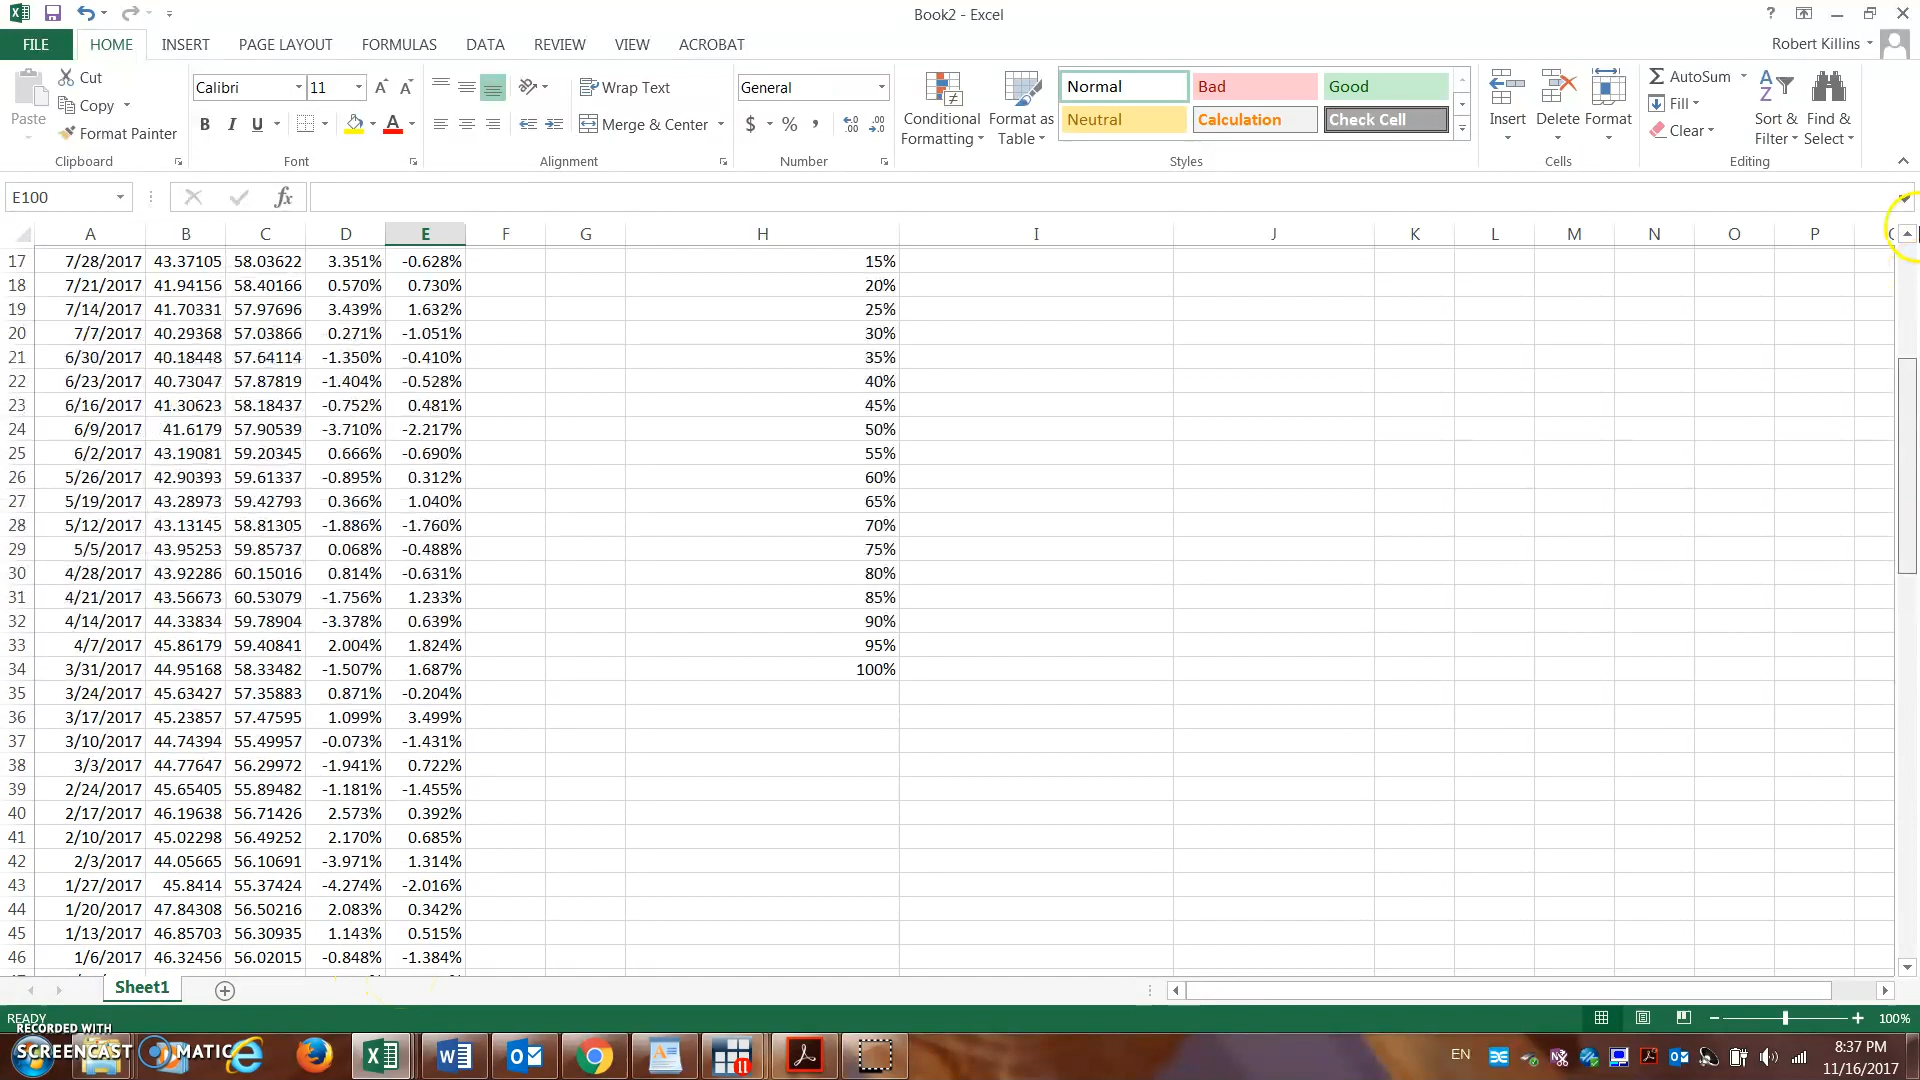 Book2 - Excel
FILE HOME INSERT PAGE LAYOUT FORMULAS DATA REVIEW VIEW ACROBAT Robert Killins
Paste Cut Copy Format Painter Clipboard
Calibri 11 B I U Font
Wrap Text Merge & Center Alignment
General $ % , Number
Conditional Formatting Format as Table
Normal Bad Good
Neutral Calculation Check Cell
Styles
Insert Delete Format Cells
AutoSum Fill Clear Sort & Filter Find & Select Editing
E100 fx
A B C D E F G H I J K L M N O P
17 7/28/2017 43.37105 58.03622 3.351% -0.628% 15%
18 7/21/2017 41.94156 58.40166 0.570% 0.730% 20%
19 7/14/2017 41.70331 57.97696 3.439% 1.632% 25%
20 7/7/2017 40.29368 57.03866 0.271% -1.051% 30%
21 6/30/2017 40.18448 57.64114 -1.350% -0.410% 35%
22 6/23/2017 40.73047 57.87819 -1.404% -0.528% 40%
23 6/16/2017 41.30623 58.18437 -0.752% 0.481% 45%
24 6/9/2017 41.6179 57.90539 -3.710% -2.217% 50%
25 6/2/2017 43.19081 59.20345 0.666% -0.690% 55%
26 5/26/2017 42.90393 59.61337 -0.895% 0.312% 60%
27 5/19/2017 43.28973 59.42793 0.366% 1.040% 65%
28 5/12/2017 43.13145 58.81305 -1.886% -1.760% 70%
29 5/5/2017 43.95253 59.85737 0.068% -0.488% 75%
30 4/28/2017 43.92286 60.15016 0.814% -0.631% 80%
31 4/21/2017 43.56673 60.53079 -1.756% 1.233% 85%
32 4/14/2017 44.33834 59.78904 -3.378% 0.639% 90%
33 4/7/2017 45.86179 59.40841 2.004% 1.824% 95%
34 3/31/2017 44.95168 58.33482 -1.507% 1.687% 100%
35 3/24/2017 45.63427 57.35883 0.871% -0.204%
36 3/17/2017 45.23857 57.47595 1.099% 3.499%
37 3/10/2017 44.74394 55.49957 -0.073% -1.431%
38 3/3/2017 44.77647 56.29972 -1.941% 0.722%
39 2/24/2017 45.65405 55.89482 -1.181% -1.455%
40 2/17/2017 46.19638 56.71426 2.573% 0.392%
41 2/10/2017 45.02298 56.49252 2.170% 0.685%
42 2/3/2017 44.05665 56.10691 -3.971% 1.314%
43 1/27/2017 45.8414 55.37424 -4.274% -2.016%
44 1/20/2017 47.84308 56.50216 2.083% 0.342%
45 1/13/2017 46.85703 56.30935 1.143% 0.515%
46 1/6/2017 46.32456 56.02015 -0.848% -1.384%
Sheet1
READY 100%
RECORDED WITH
SCREENCAST MATIC
EN 8:37 PM
11/16/2017